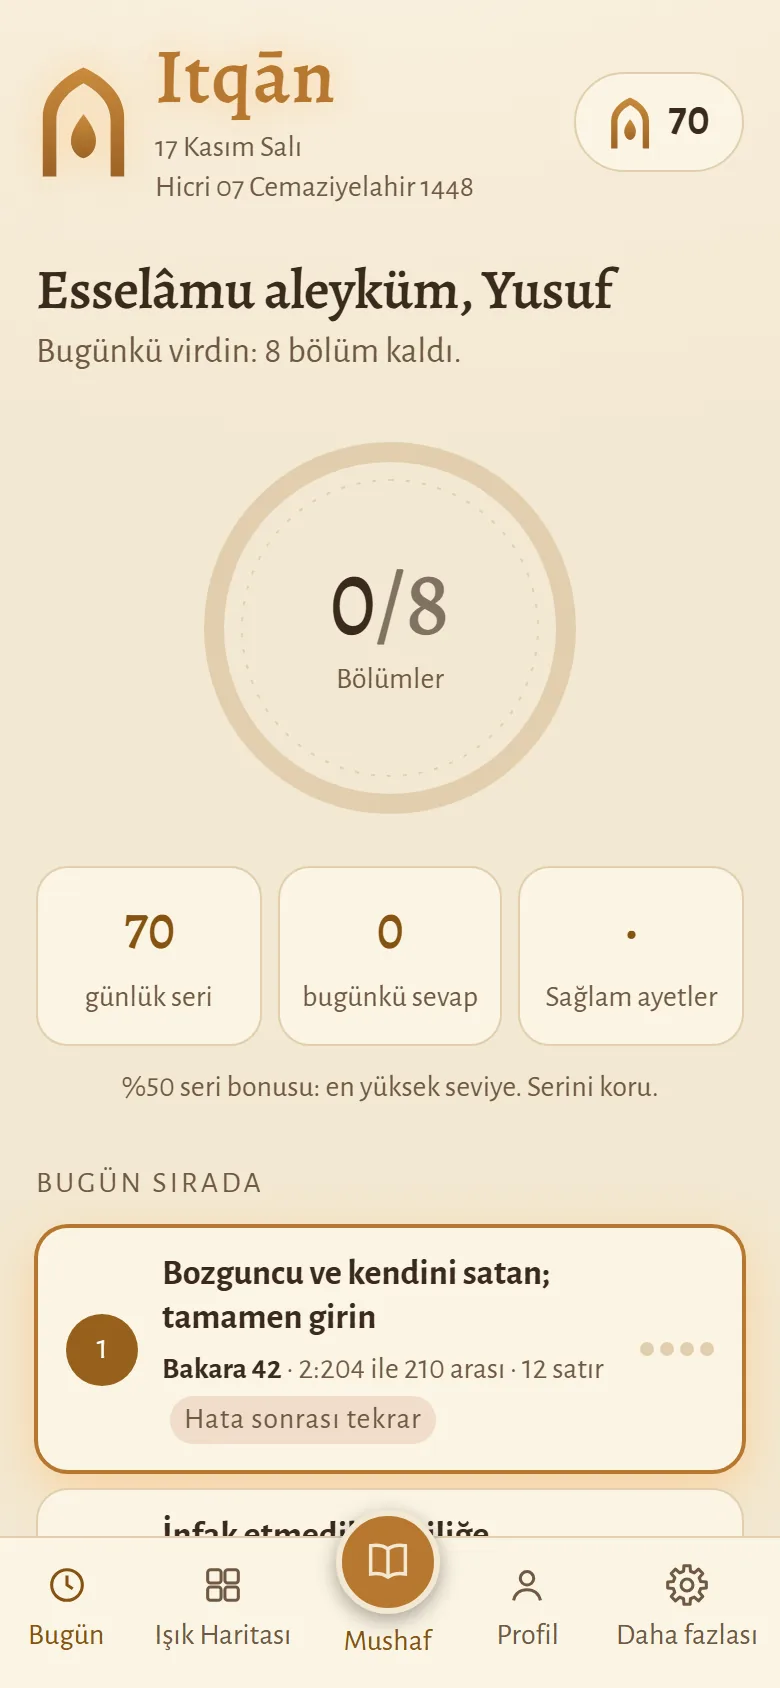 Itqān
17 Kasım Salı
Hicri 07 Cemaziyelahir 1448
70
Esselâmu aleyküm, Yusuf
Bugünkü virdin: 8 bölüm kaldı.
0/8
Bölümler
70
günlük seri
0
bugünkü sevap
·
Sağlam ayetler
%50 seri bonusu: en yüksek seviye. Serini koru.
BUGÜN SIRADA
1
Bozguncu ve kendini satan;
tamamen girin
Bakara 42 · 2:204 ile 210 arası · 12 satır
Hata sonrası tekrar
İnfak
Bugün
Işık Haritası
Mushaf
Profil
Daha fazlası